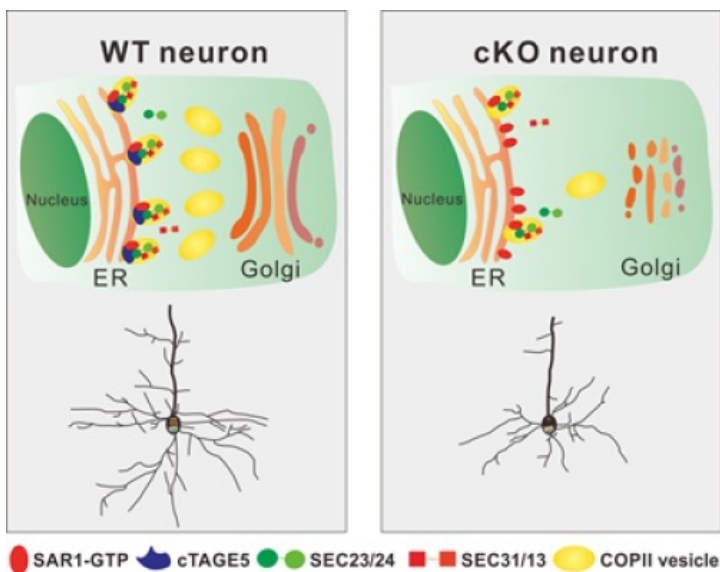 WT neuron
Nucleus
ER
Golgi
cKO neuron
Nucleus
ER
Golgi
SAR1-GTP cTAGE5 SEC23/24 SEC31/13 COPII vesicle